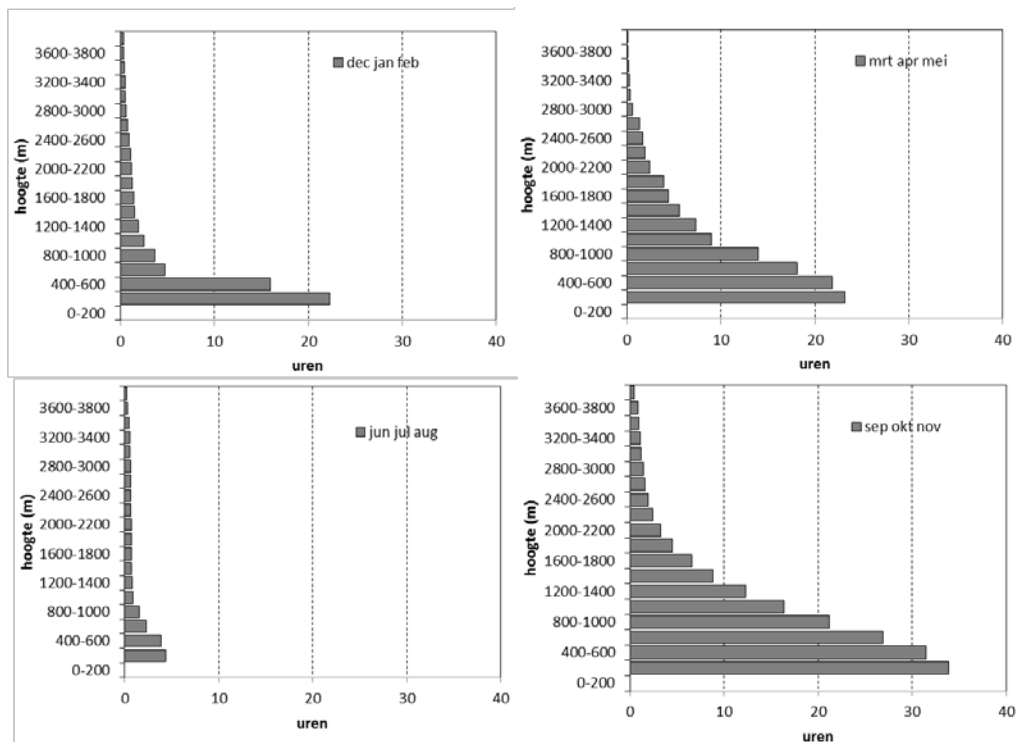 hoogte (m)
3600-3800
3200-3400
2800-3000
2400-2600
2000-2200
1600-1800
1200-1400
800-1000
400-600
0-200
dec jan feb
0 10 20 30 40
uren
hoogte (m)
3600-3800
3200-3400
2800-3000
2400-2600
2000-2200
1600-1800
1200-1400
800-1000
400-600
0-200
mrt apr mei
0 10 20 30 40
uren
hoogte (m)
3600-3800
3200-3400
2800-3000
2400-2600
2000-2200
1600-1800
1200-1400
800-1000
400-600
0-200
jun jul aug
0 10 20 30 40
uren
hoogte (m)
3600-3800
3200-3400
2800-3000
2400-2600
2000-2200
1600-1800
1200-1400
800-1000
400-600
0-200
sep okt nov
0 10 20 30 40
uren